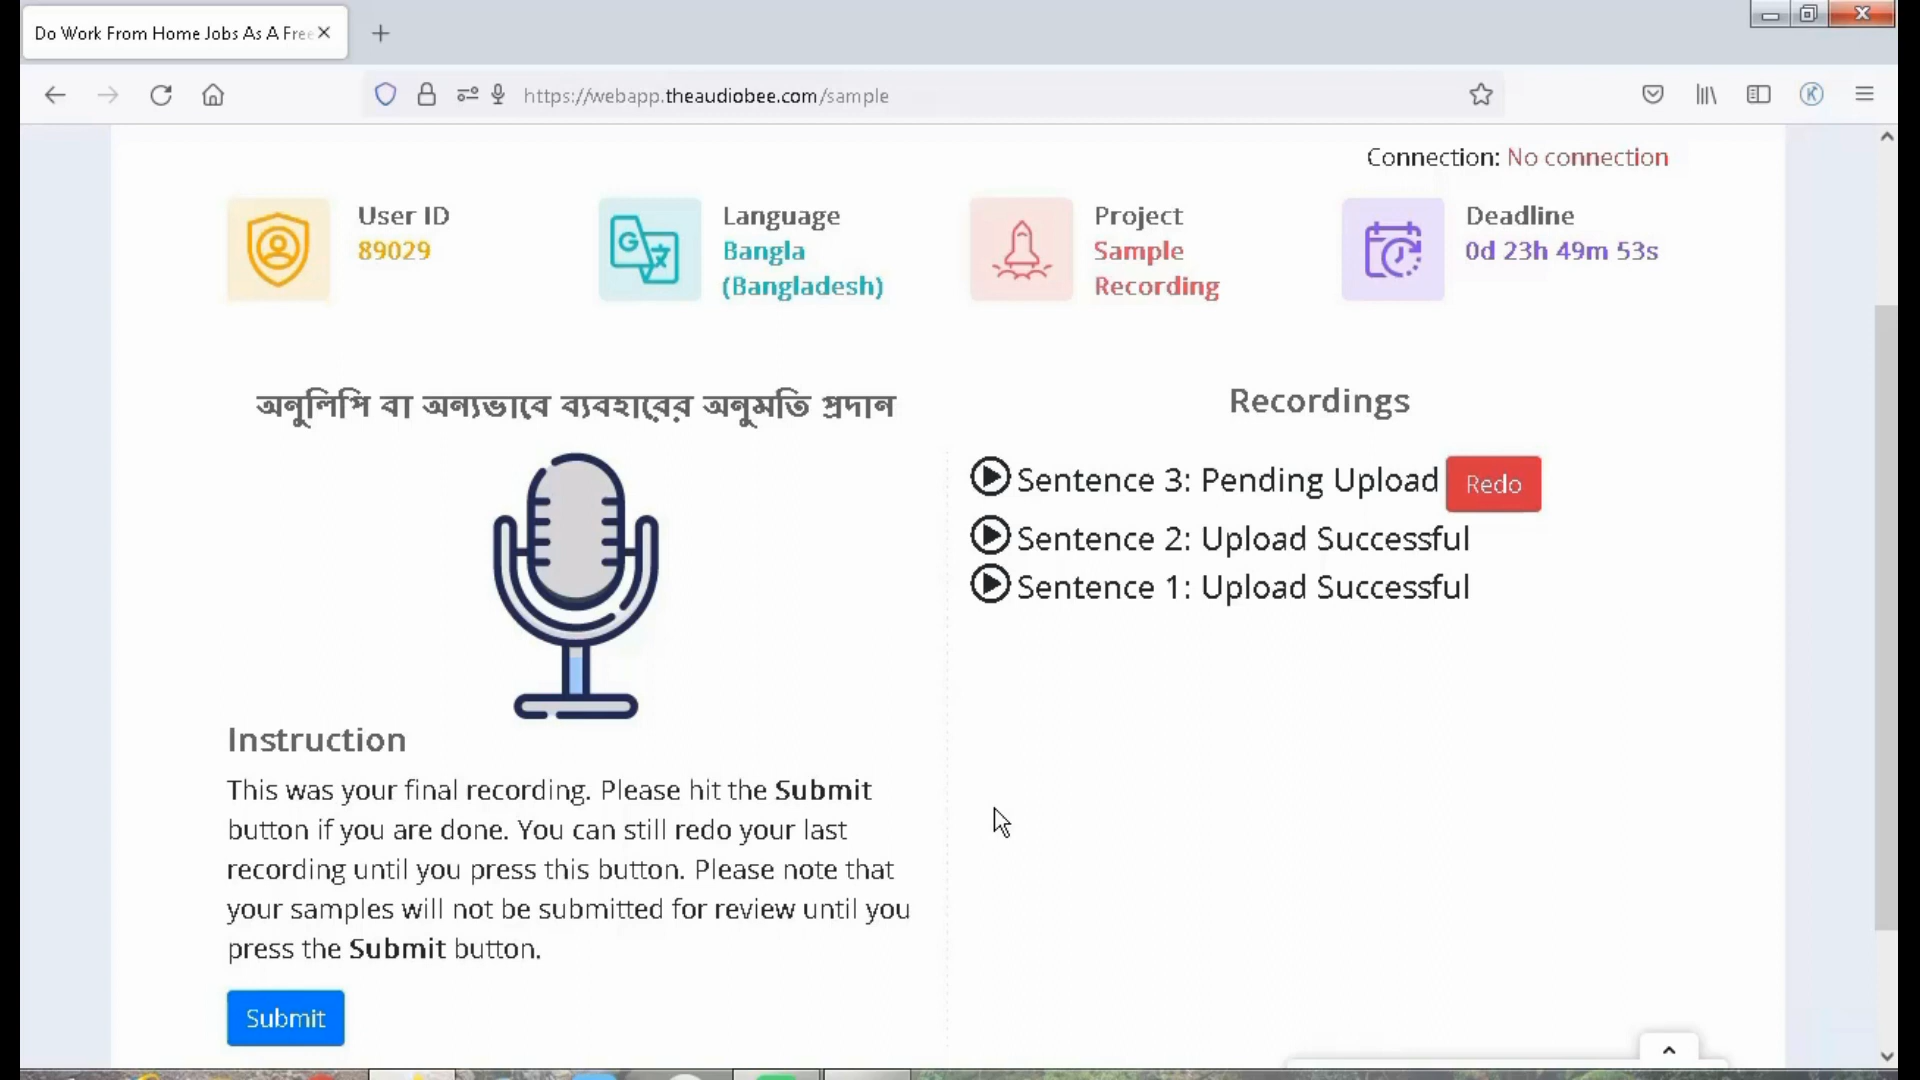 Do Work From Home Jobs As A Free
https://webapp.theaudiobee.com/sample
Connection: No connection
User ID
89029
Language
Bangla
(Bangladesh)
Project
Sample
Recording
Deadline
0d 23h 49m 53s
অনুলিপি বা অন্যভাবে ব্যবহারের অনুমতি প্রদান
Recordings
Sentence 3: Pending Upload Redo
Sentence 2: Upload Successful
Sentence 1: Upload Successful
Instruction
This was your final recording. Please hit the Submit
button if you are done. You can still redo your last
recording until you press this button. Please note that
your samples will not be submitted for review until you
press the Submit button.
Submit